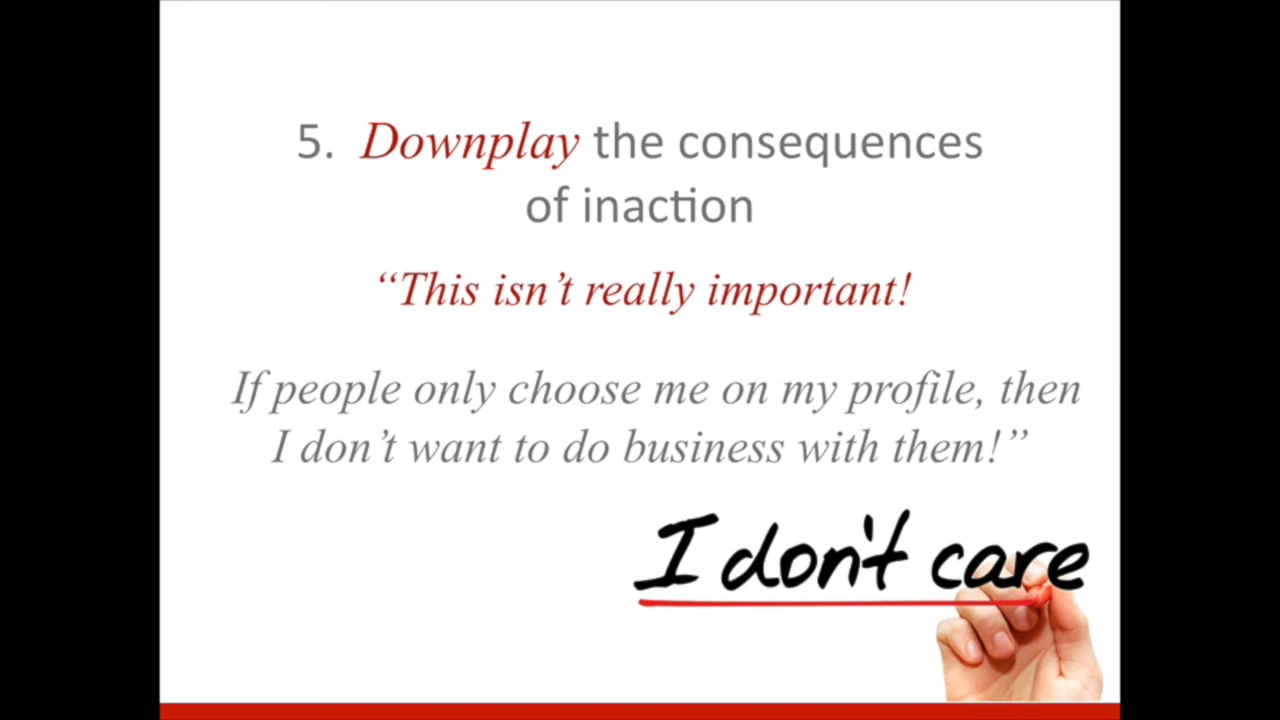 5. Downplay the consequences
of inaction
“This isn’t really important!
If people only choose me on my profile, then
I don’t want to do business with them!”
I don't care